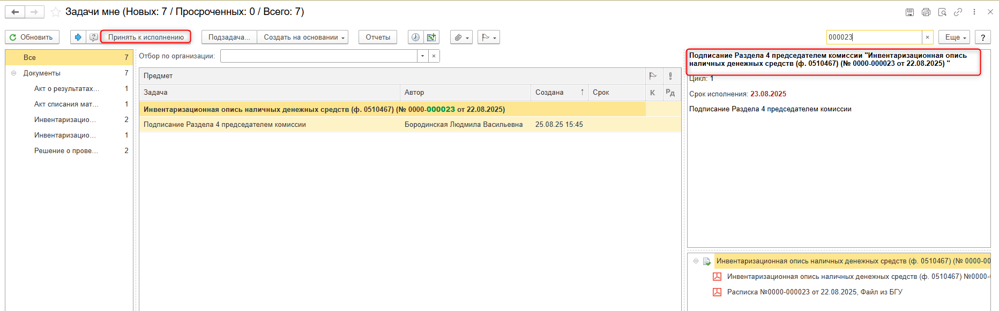 Задачи мне (Новых: 7 / Просроченных: 0 / Всего: 7)
Обновить
Принять к исполнению
Подзадача...
Создать на основании
Отчеты
000023
×
Еще
?
Все 7
Документы 7
Акт о результатах... 1
Акт списания мат... 1
Инвентаризацио... 2
Инвентаризацио... 1
Решение о прове... 2
Отбор по организации:
×
Предмет
Задача Автор Создана ↑ Срок К РД
Инвентаризационная опись наличных денежных средств (ф. 0510467) (№ 0000-000023 от 22.08.2025)
Подписание Раздела 4 председателем комиссии Бородинская Людмила Васильевна 25.08.25 15:45
Подписание Раздела 4 председателем комиссии "Инвентаризационная опись
наличных денежных средств (ф. 0510467) (№ 0000-000023 от 22.08.2025) "
Цикл: 1
Срок исполнения: 23.08.2025
Подписание Раздела 4 председателем комиссии
Инвентаризационная опись наличных денежных средств (ф. 0510467) (№ 0000-00
Инвентаризационная опись наличных денежных средств (ф. 0510467) №0000-
Расписка №0000-000023 от 22.08.2025, Файл из БГУ